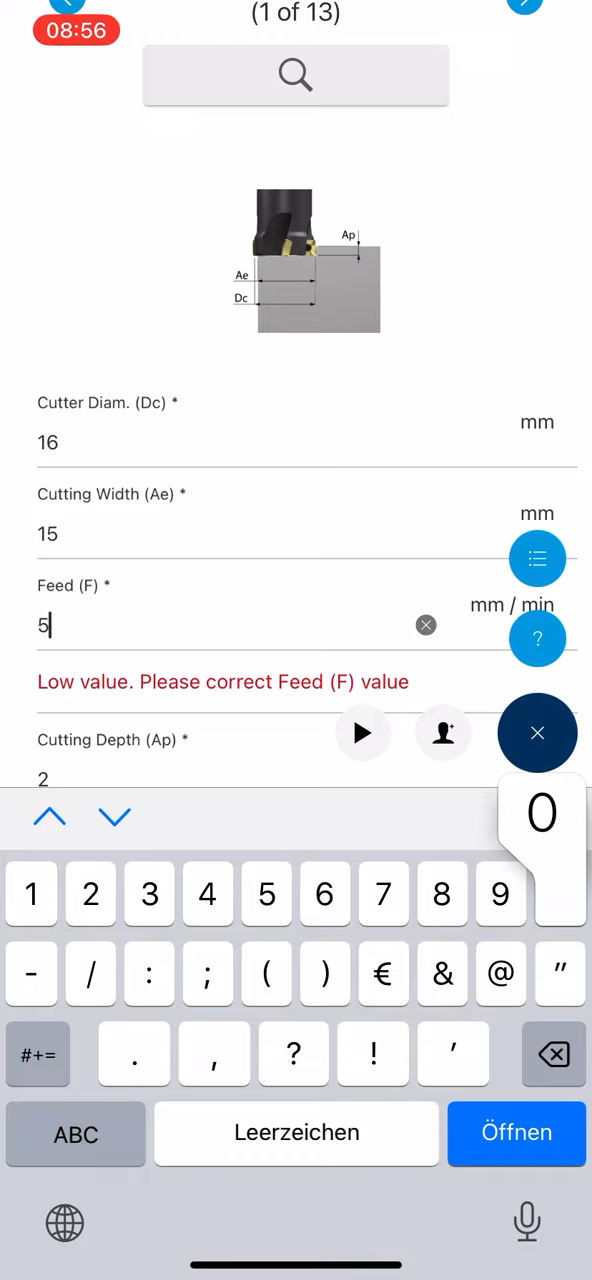 (1 of 13)
08:56
Ap
Ae
Dc
Cutter Diam. (Dc) *
mm
16
Cutting Width (Ae) *
mm
15
Feed (F) *
mm / min
5
?
Low value. Please correct Feed (F) value
Cutting Depth (Ap) *
2
0
1 2 3 4 5 6 7 8 9
- / : ; ( ) € & @ "
#+= . , ? ! '
ABC Leerzeichen Öffnen